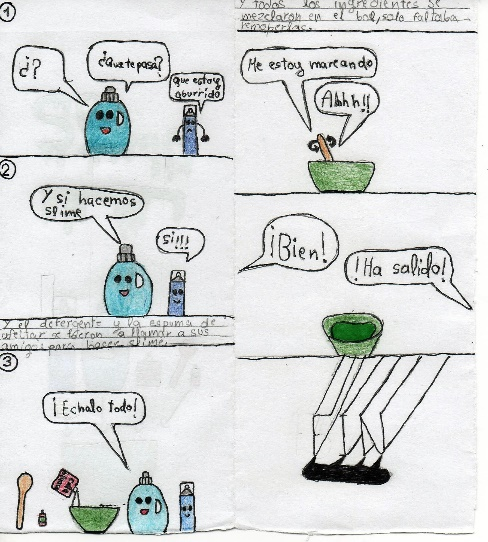 ①
¿?
¿Que te pasa?
que estoy
aburrido
②
Y si hacemos
slime
si!!!
Y el detergente y la espuma de
afeitar se fueron a llamar a sus
amigos para hacer slime
③
¡Echalo todo!
Y todos los ingredientes se
mezclaron en el bol, solo faltaba
removerlos.
Me estoy mareando
Ahhh!!
¡Bien!
¡Ha salido!